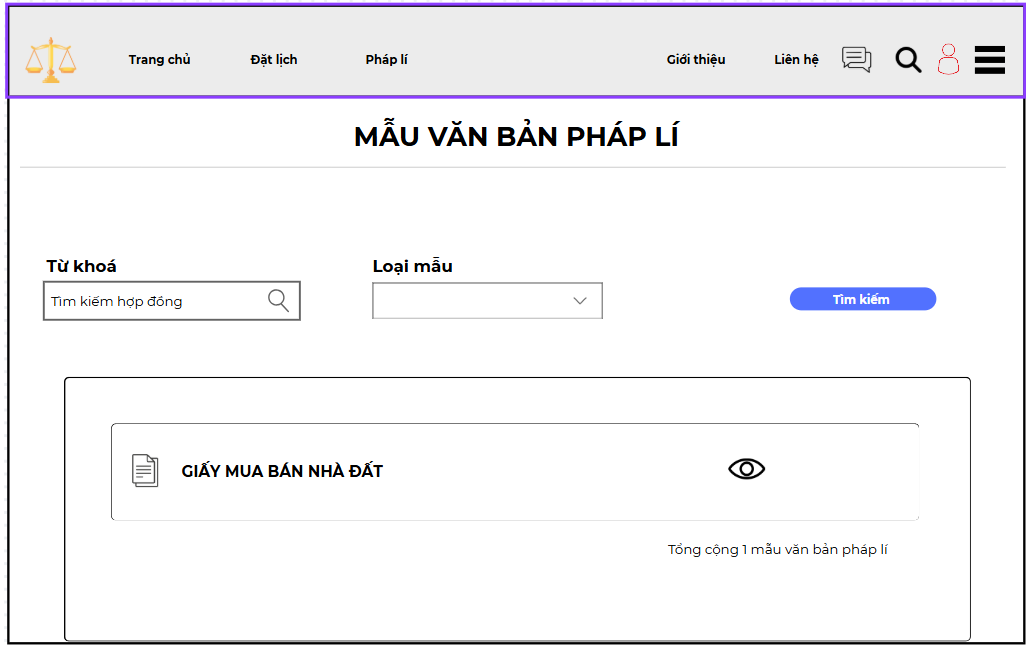 Trang chủ Đặt lịch Pháp lí Giới thiệu Liên hệ
MẪU VĂN BẢN PHÁP LÍ
Từ khoá Loại mẫu
Tìm kiếm hợp đồng Tìm kiếm
GIẤY MUA BÁN NHÀ ĐẤT
Tổng cộng 1 mẫu văn bản pháp lí